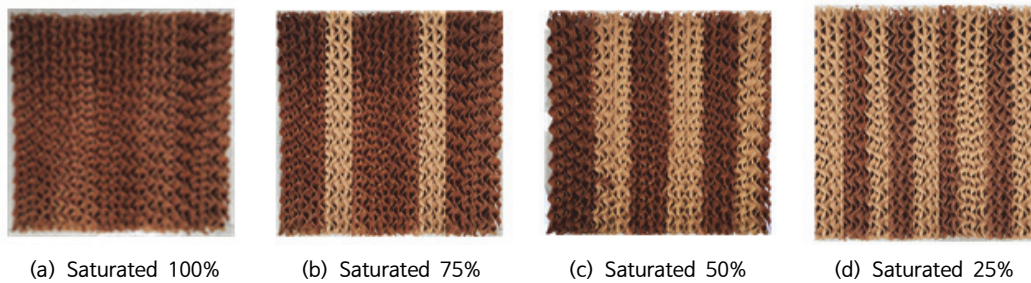 (a) Saturated 100%
(b) Saturated 75%
(c) Saturated 50%
(d) Saturated 25%